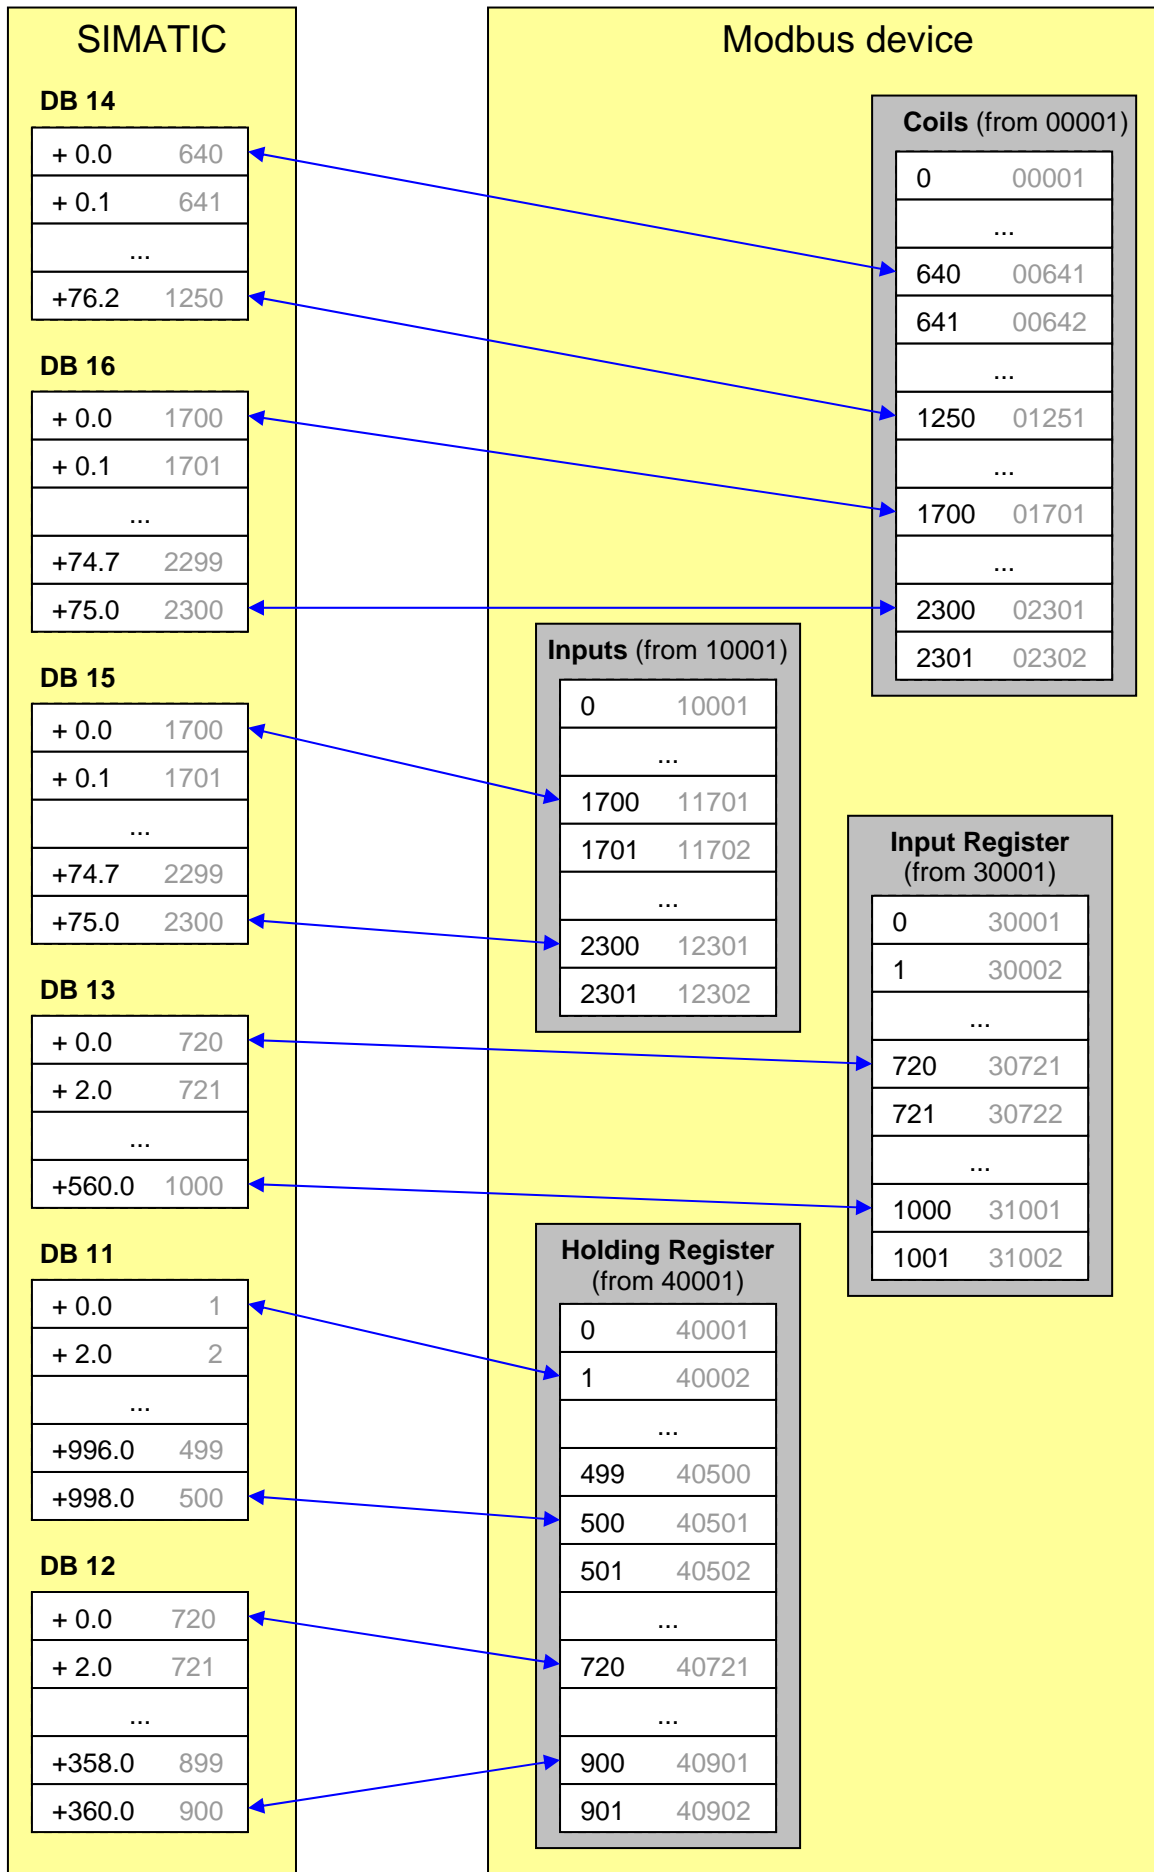 SIMATIC
DB 14
+ 0.0 640
+ 0.1 641
...
+76.2 1250
DB 16
+ 0.0 1700
+ 0.1 1701
...
+74.7 2299
+75.0 2300
DB 15
+ 0.0 1700
+ 0.1 1701
...
+74.7 2299
+75.0 2300
DB 13
+ 0.0 720
+ 2.0 721
...
+560.0 1000
DB 11
+ 0.0 1
+ 2.0 2
...
+996.0 499
+998.0 500
DB 12
+ 0.0 720
+ 2.0 721
...
+358.0 899
+360.0 900
Modbus device
Coils (from 00001)
0 00001
...
640 00641
641 00642
...
1250 01251
...
1700 01701
...
2300 02301
2301 02302
Inputs (from 10001)
0 10001
...
1700 11701
1701 11702
...
2300 12301
2301 12302
Input Register
(from 30001)
0 30001
1 30002
...
720 30721
721 30722
...
1000 31001
1001 31002
Holding Register
(from 40001)
0 40001
1 40002
...
499 40500
500 40501
501 40502
...
720 40721
...
900 40901
901 40902